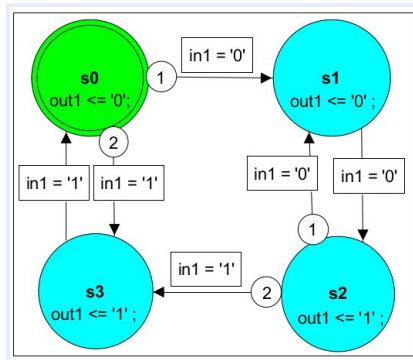 in1 = '0'
s0
out1 <= '0';
1
s1
out1 <= '0' ;
2
in1 = '1'
in1 = '1'
in1 = '0'
in1 = '0'
1
s3
out1 <= '1' ;
in1 = '1'
2
s2
out1 <= '1' ;